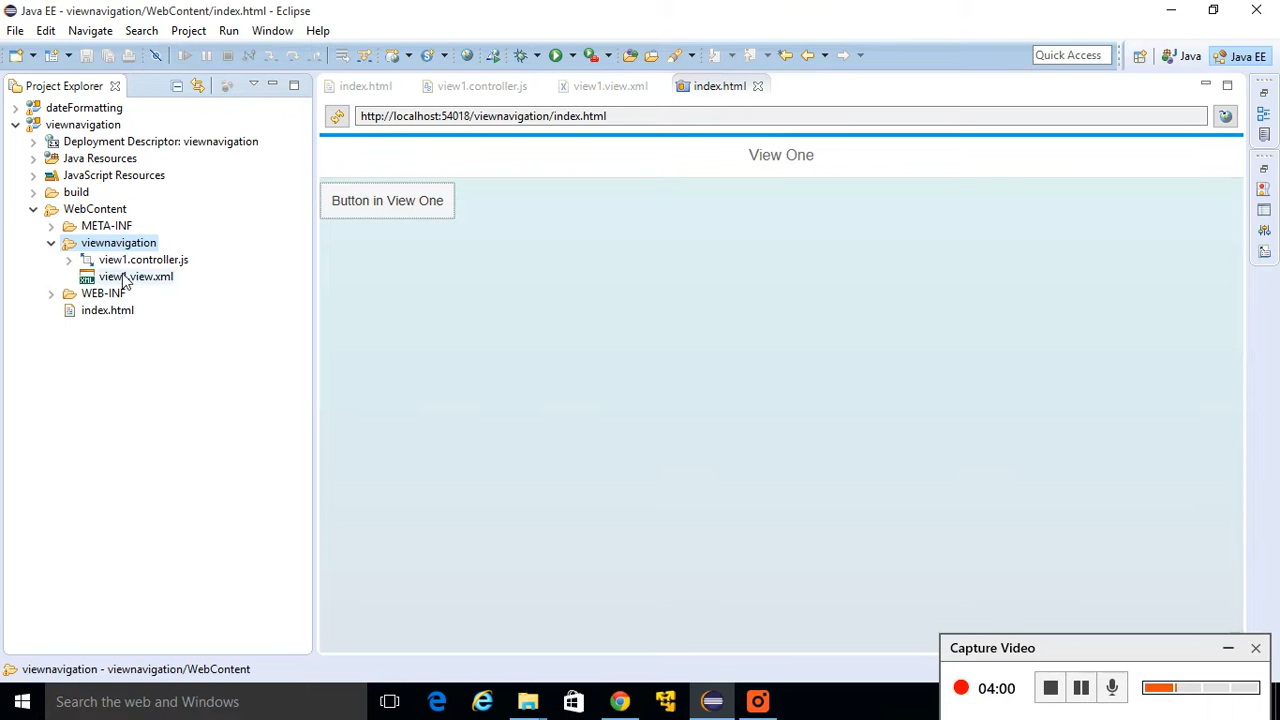 Java EE - viewnavigation/WebContent/index.html - Eclipse
File Edit Navigate Search Project Run Window Help
Quick Access
Java
Java EE
Project Explorer
index.html
view1.controller.js
view1.view.xml
index.html
dateFormatting
viewnavigation
Deployment Descriptor: viewnavigation
Java Resources
JavaScript Resources
build
WebContent
META-INF
viewnavigation
view1.controller.js
view1.view.xml
WEB-INF
index.html
http://localhost:54018/viewnavigation/index.html
View One
Button in View One
viewnavigation - viewnavigation/WebContent
Capture Video
04:00
Search the web and Windows